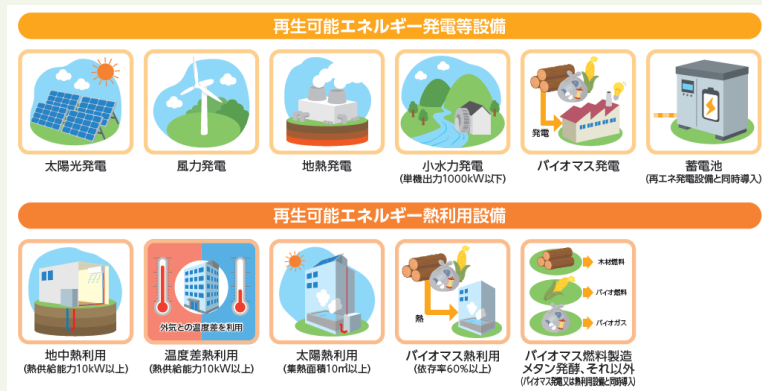 再生可能エネルギー発電等設備
発電
太陽光発電
風力発電
地熱発電
小水力発電
(単機出力1000kW以下)
バイオマス発電
蓄電池
(再エネ発電設備と同時導入)
再生可能エネルギー熱利用設備
外気との温度差を利用
熱
木材燃料
バイオ燃料
バイオガス
地中熱利用
(熱供給能力10kW以上)
温度差熱利用
(熱供給能力10kW以上)
太陽熱利用
(集熱面積10㎡以上)
バイオマス熱利用
(依存率60%以上)
バイオマス燃料製造
メタン発酵、それ以外
(バイオマス発電又は熱利用設備と同時導入)